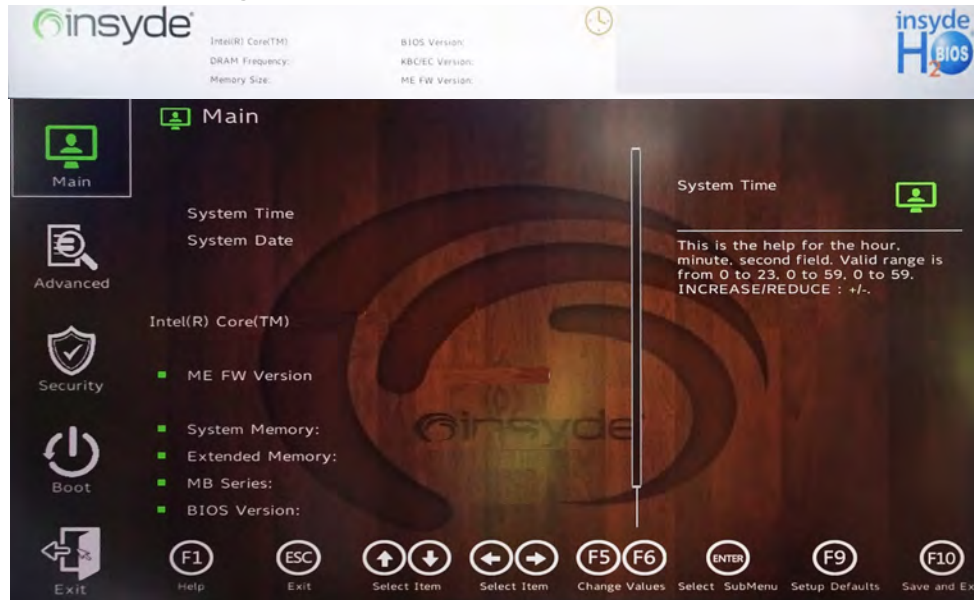 insyde
Intel(R) Core(TM)
DRAM Frequency:
Memory Size:
BIOS Version:
KBC/EC Version:
ME FW Version:
insyde
H2O BIOS
Main
Main
Advanced
Security
Boot
Exit
System Time
System Date
Intel(R) Core(TM)
ME FW Version
System Memory:
Extended Memory:
MB Series:
BIOS Version:
insyde
System Time
This is the help for the hour,
minute, second field. Valid range is
from 0 to 23, 0 to 59, 0 to 59.
INCREASE/REDUCE : +/-.
F1
Help
ESC
Exit
Select Item
Select Item
F5 F6
Change Values
ENTER
Select SubMenu
F9
Setup Defaults
F10
Save and Ex